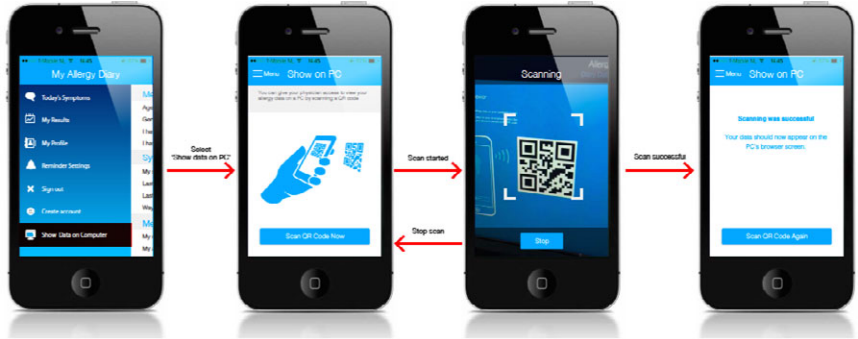 My Allergy Diary
Today's Symptoms
My Results
My Profile
Reminder Settings
Sign out
Create account
Show Data on Computer
Select
"Show data on PC"
Menu
Show on PC
You can give your physician access to view your
allergy data on a PC by scanning a QR code
Scan QR Code Now
Scan started
Stop scan
Scanning
Stop
Scan successful
Menu
Show on PC
Scanning was successful
Your data should now appear on the
PC's browser screen.
Scan QR Code Again